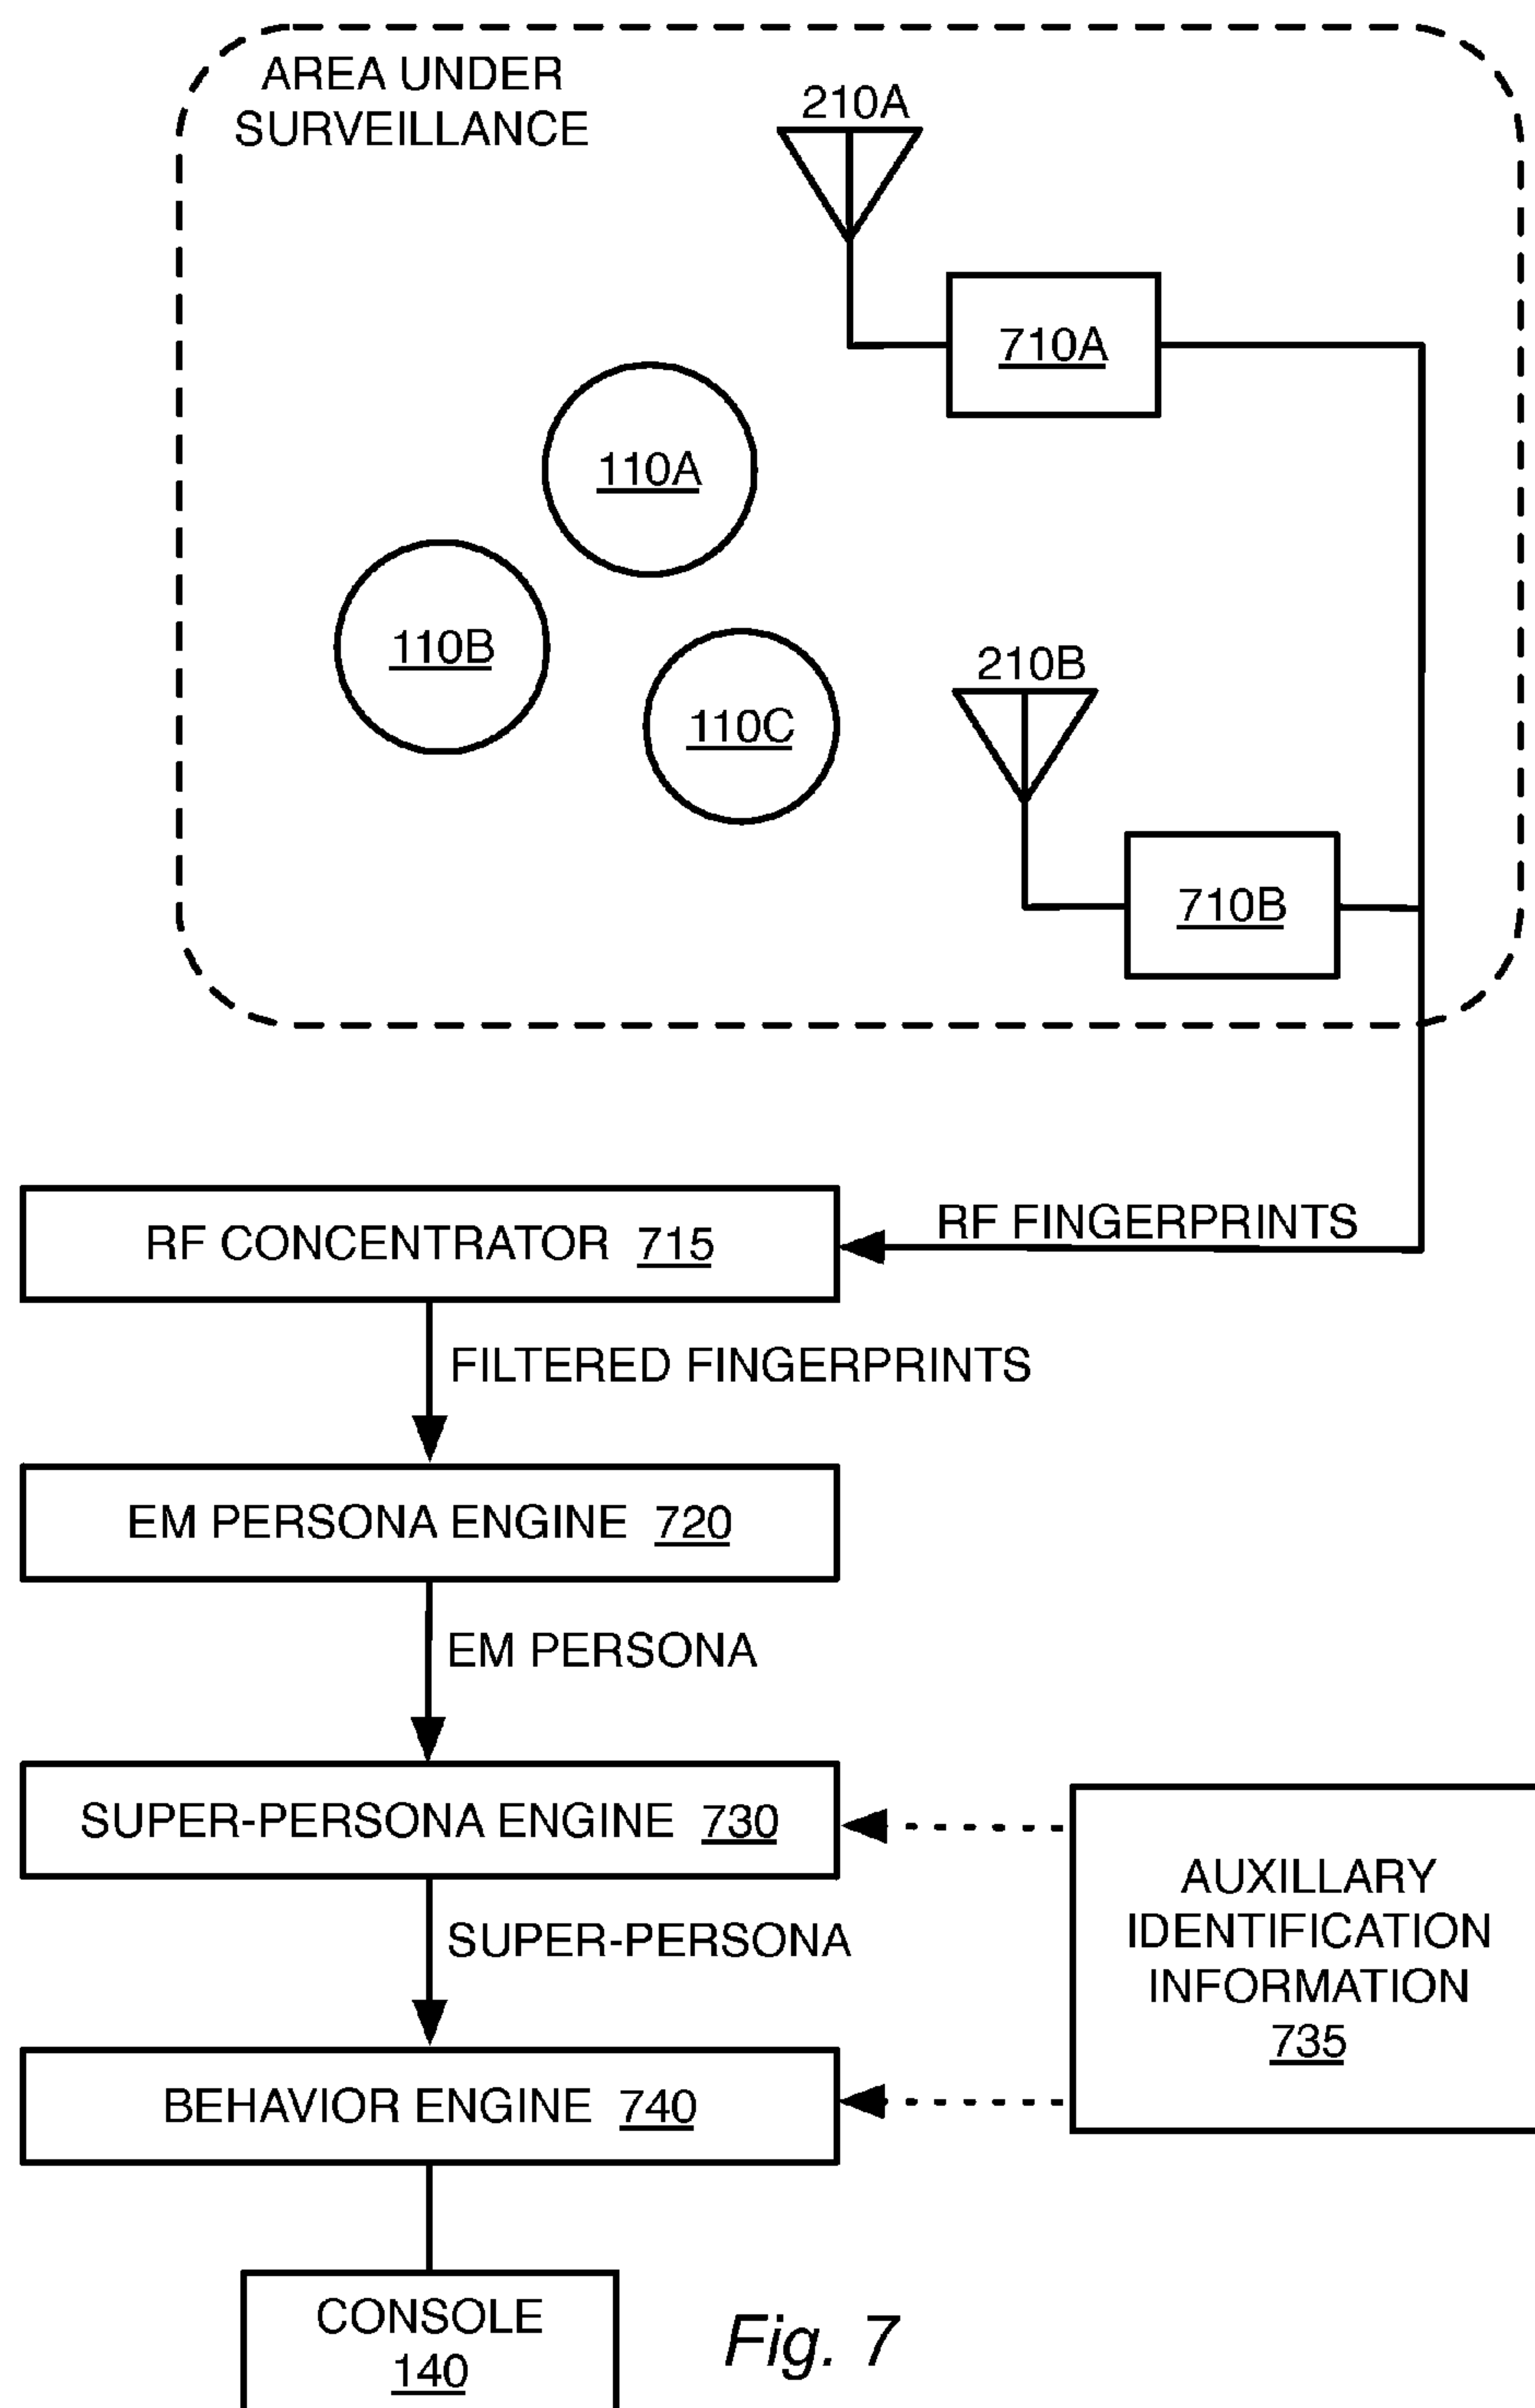 AREA UNDER
SURVEILLANCE
210A
710A
110A
110B
210B
110C
710B
RF CONCENTRATOR 715
RF FINGERPRINTS
FILTERED FINGERPRINTS
EM PERSONA ENGINE 720
EM PERSONA
SUPER-PERSONA ENGINE 730
AUXILLARY
IDENTIFICATION
INFORMATION
735
SUPER-PERSONA
BEHAVIOR ENGINE 740
CONSOLE
140
Fig. 7